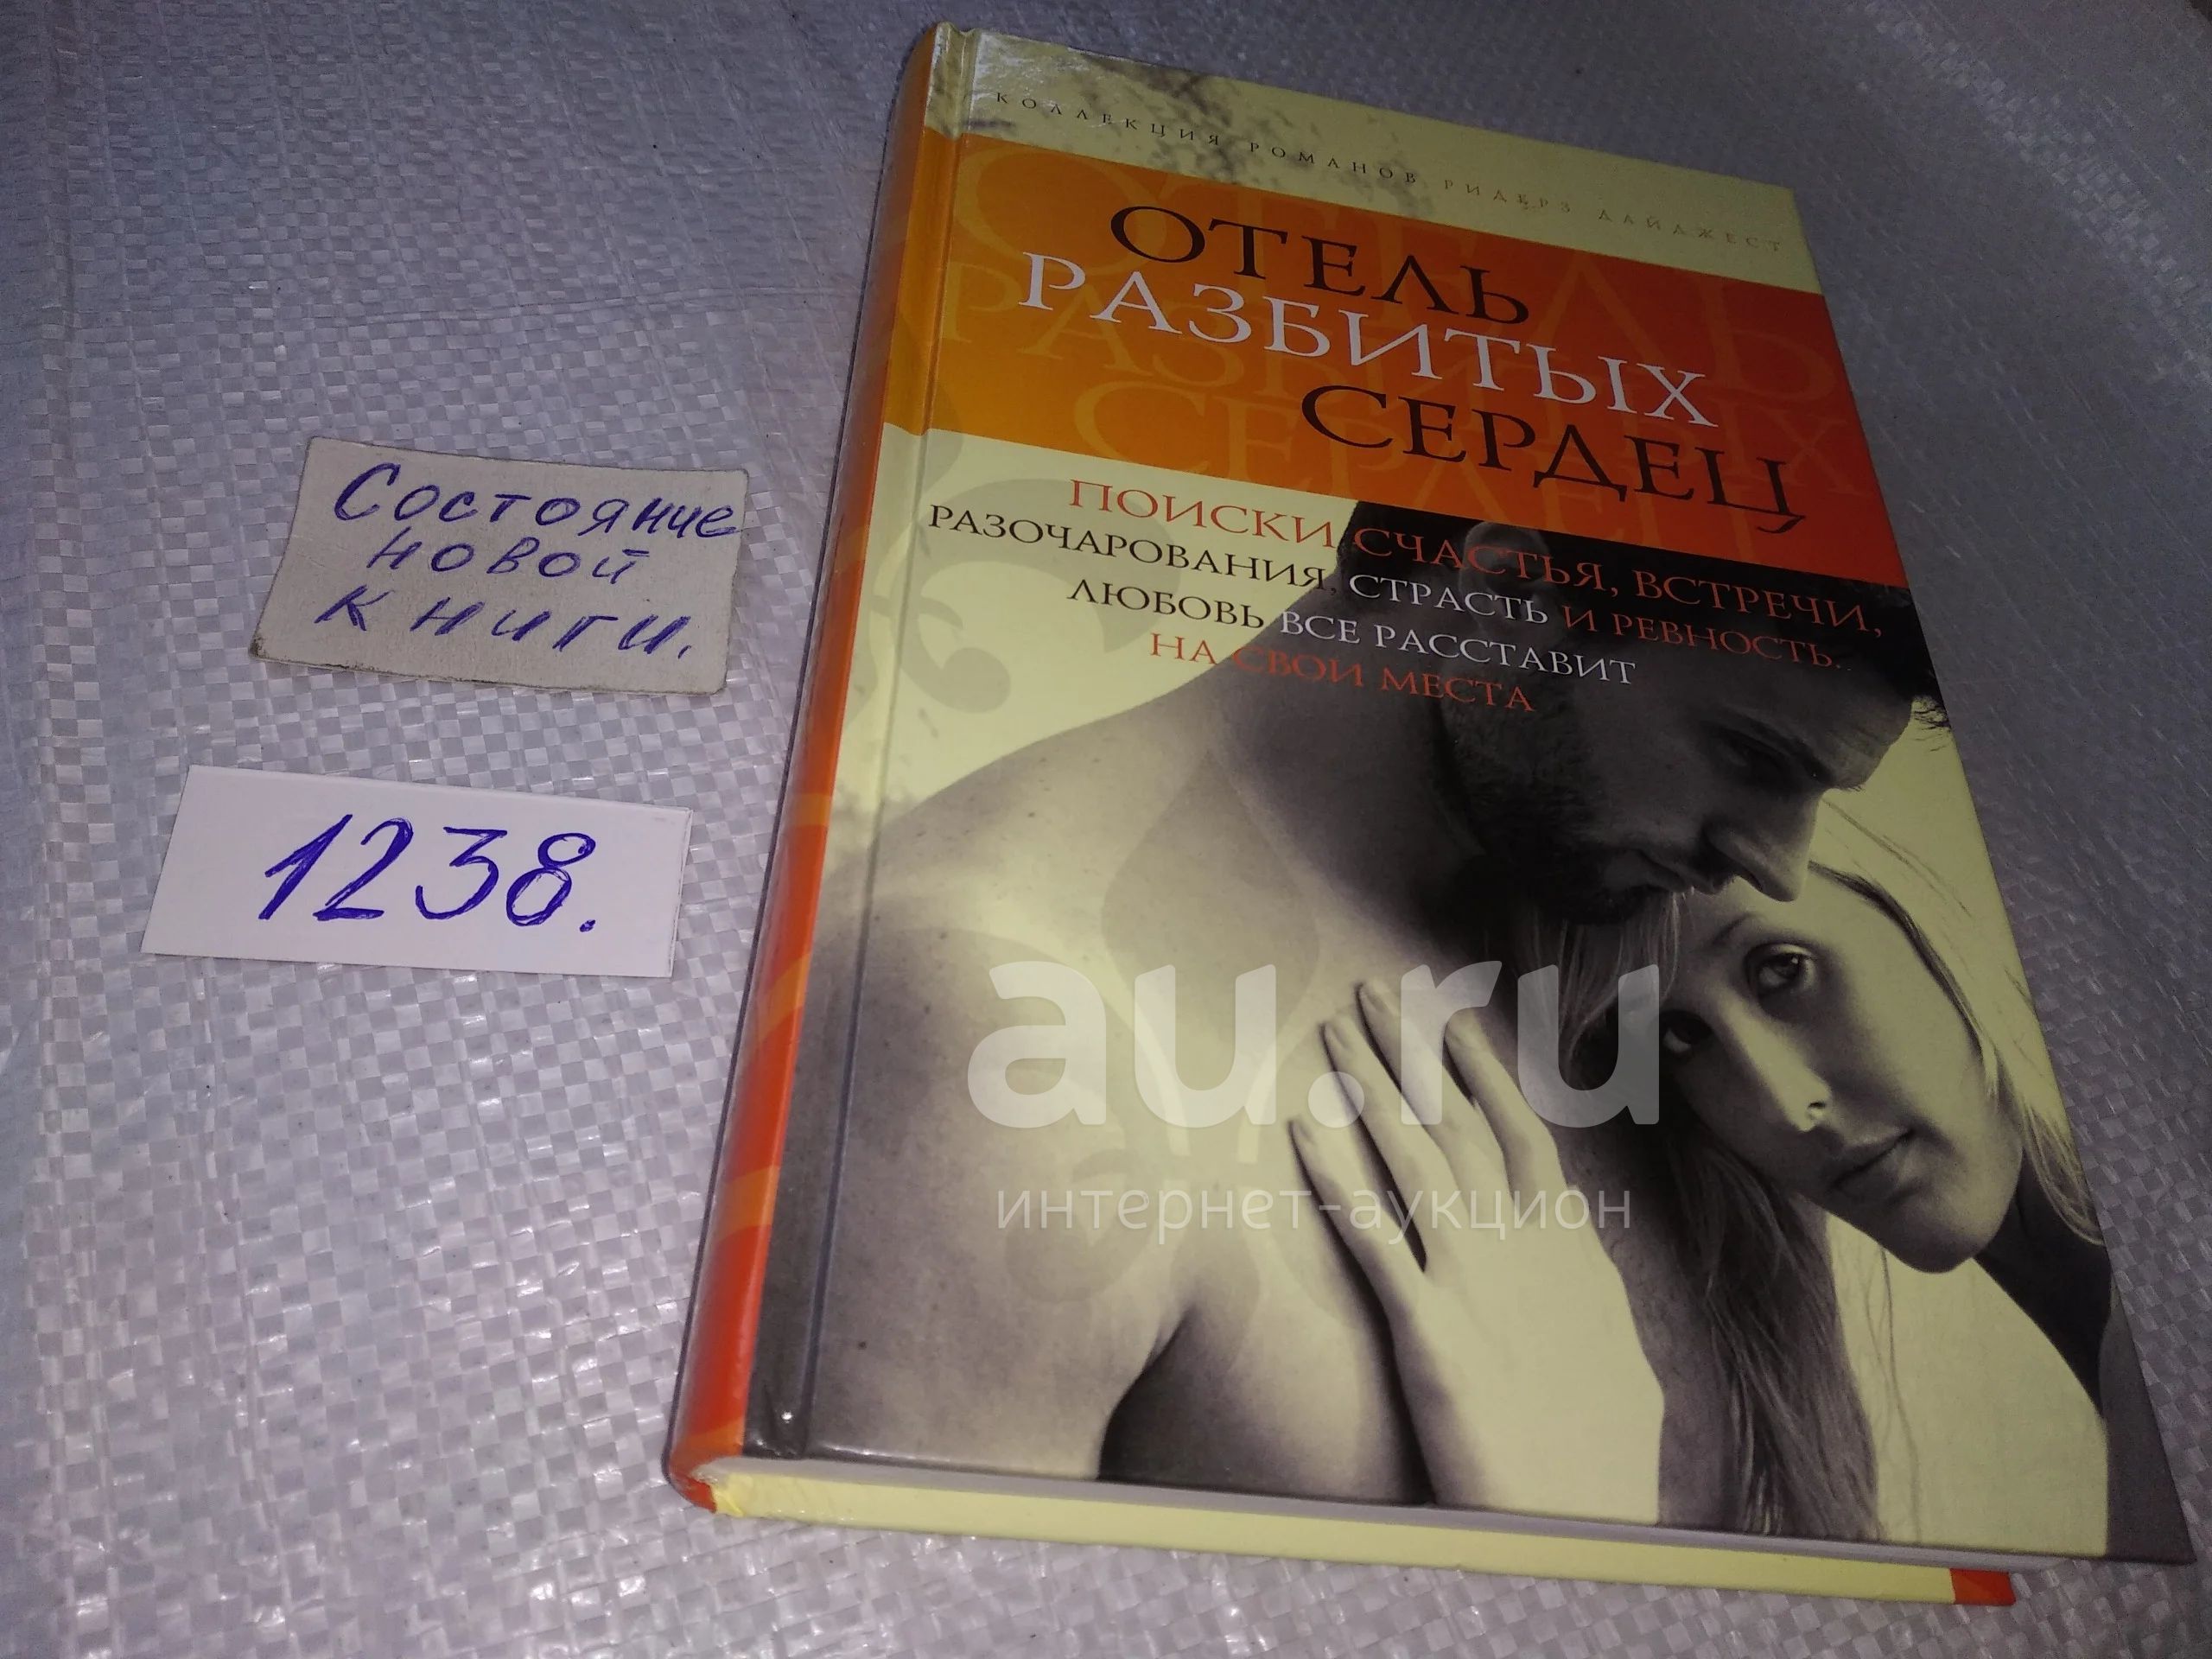 КОЛЛЕКЦИЯ РОМАНОВ РИДЕРЗ ДАЙДЖЕСТ
ОТЕЛЬ
РАЗБИТЫХ
СЕРДЕЦ
ПОИСКИ СЧАСТЬЯ, ВСТРЕЧИ,
РАЗОЧАРОВАНИЯ, СТРАСТЬ И РЕВНОСТЬ...
ЛЮБОВЬ ВСЕ РАССТАВИТ
НА СВОИ МЕСТА
Состояние
новой
книги.
1238.
au.ru
интернет-аукцион